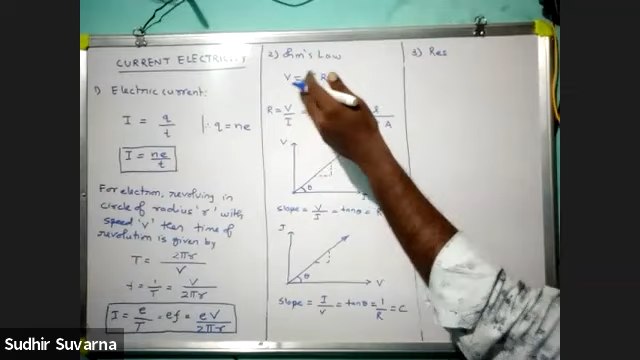 CURRENT ELECTRICITY
1) Electric current:
I = q/t | ∵ q = ne
I = ne/t
For electron, revolving in
circle of radius 'r' with
speed 'v' then time of
revolution is given by
T = 2πr/v
f = 1/T = v/2πr
I = e/T = ef = eV/2πr
2) Ohm's Law
V = R
R = V/I = l/A
V
θ
I
slope = V/I = tanθ = R
I
θ
V
slope = I/V = tanθ = 1/R = C
3) Res
Sudhir Suvarna